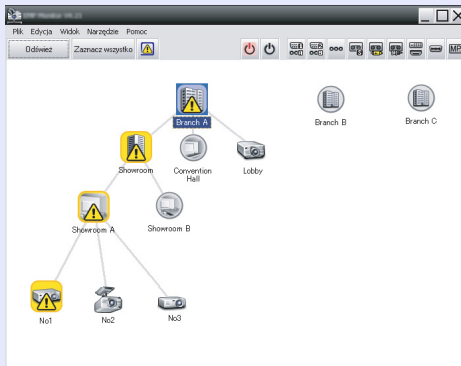 Plik Edycja Widok Narzędzie Pomoc
Odśwież Zaznacz wszystko
Branch A Branch B Branch C
Showroom Convention Hall Lobby
Showroom A Showroom B
No1 No2 No3